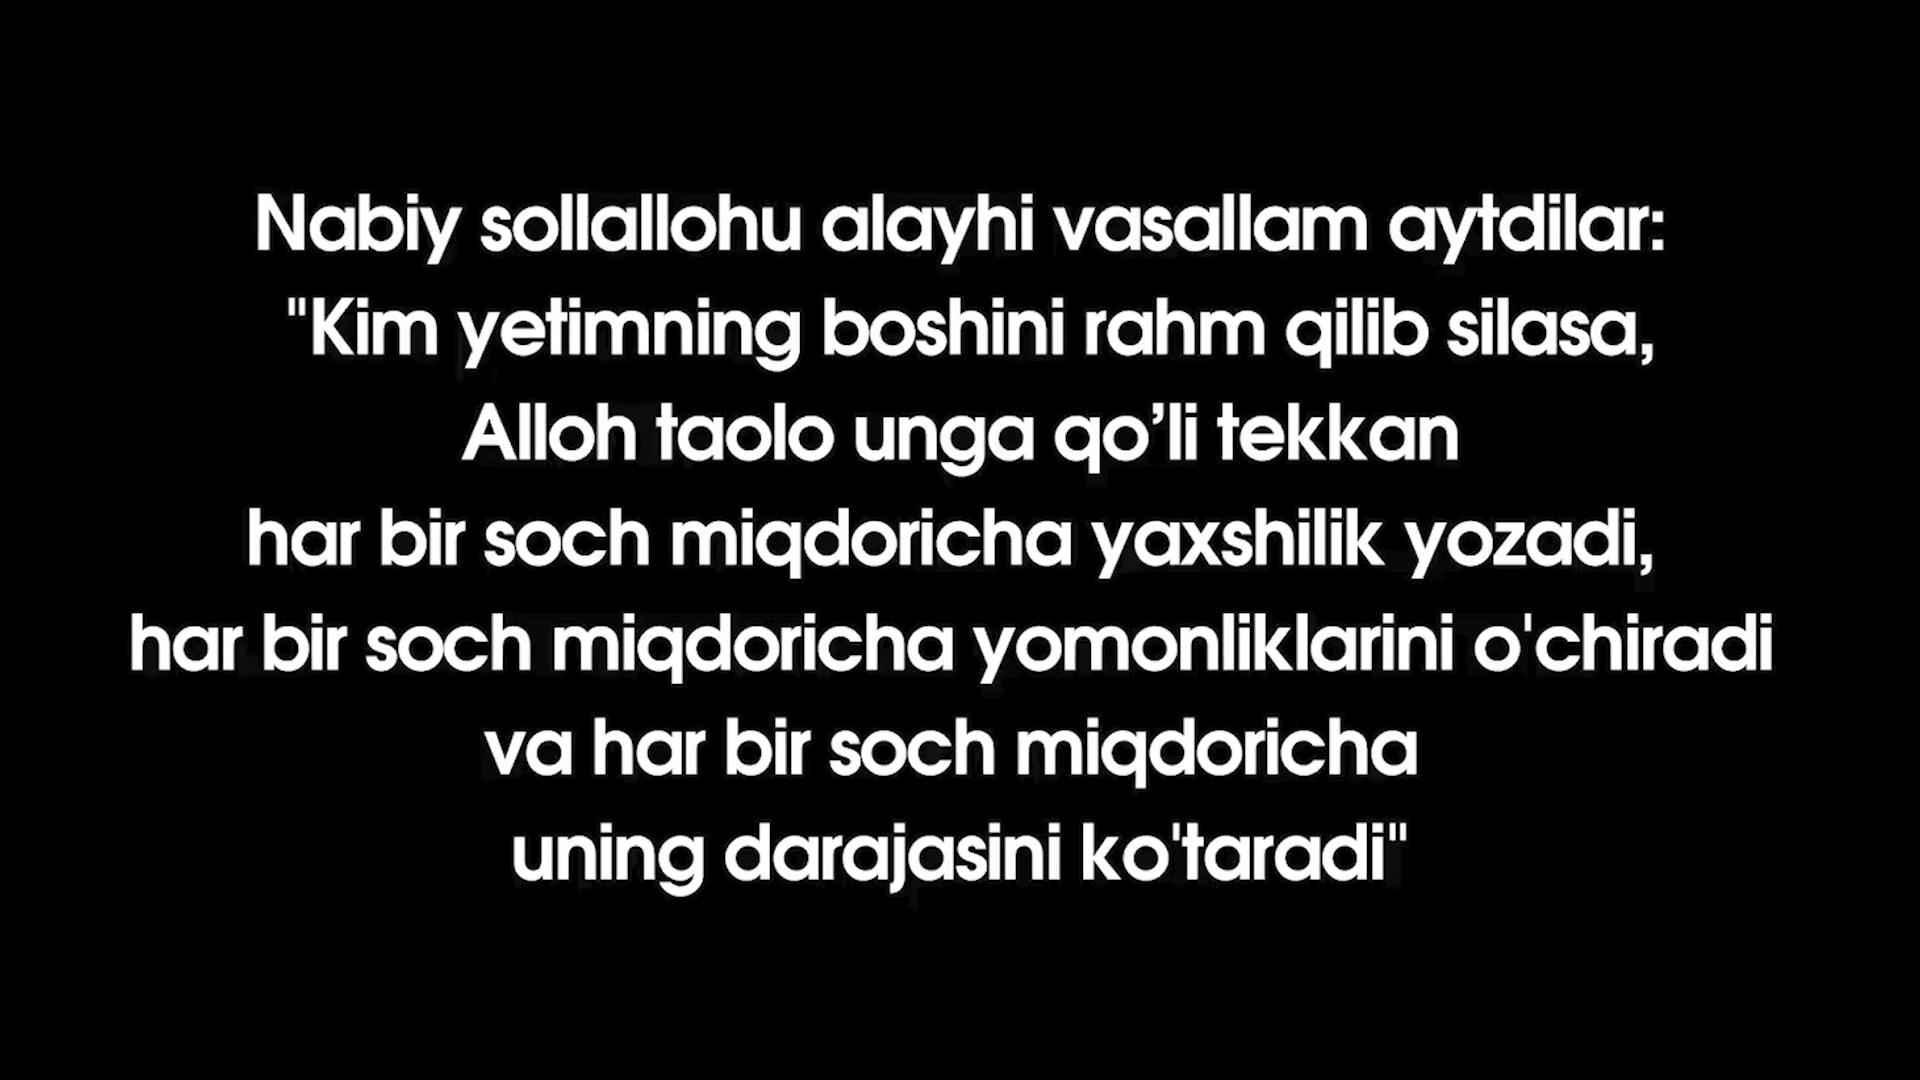 Nabiy sollallohu alayhi vasallam aytdilar:
"Kim yetimning boshini rahm qilib silasa,
Alloh taolo unga qo’li tekkan
har bir soch miqdoricha yaxshilik yozadi,
har bir soch miqdoricha yomonliklarini o'chiradi
va har bir soch miqdoricha
uning darajasini ko'taradi"